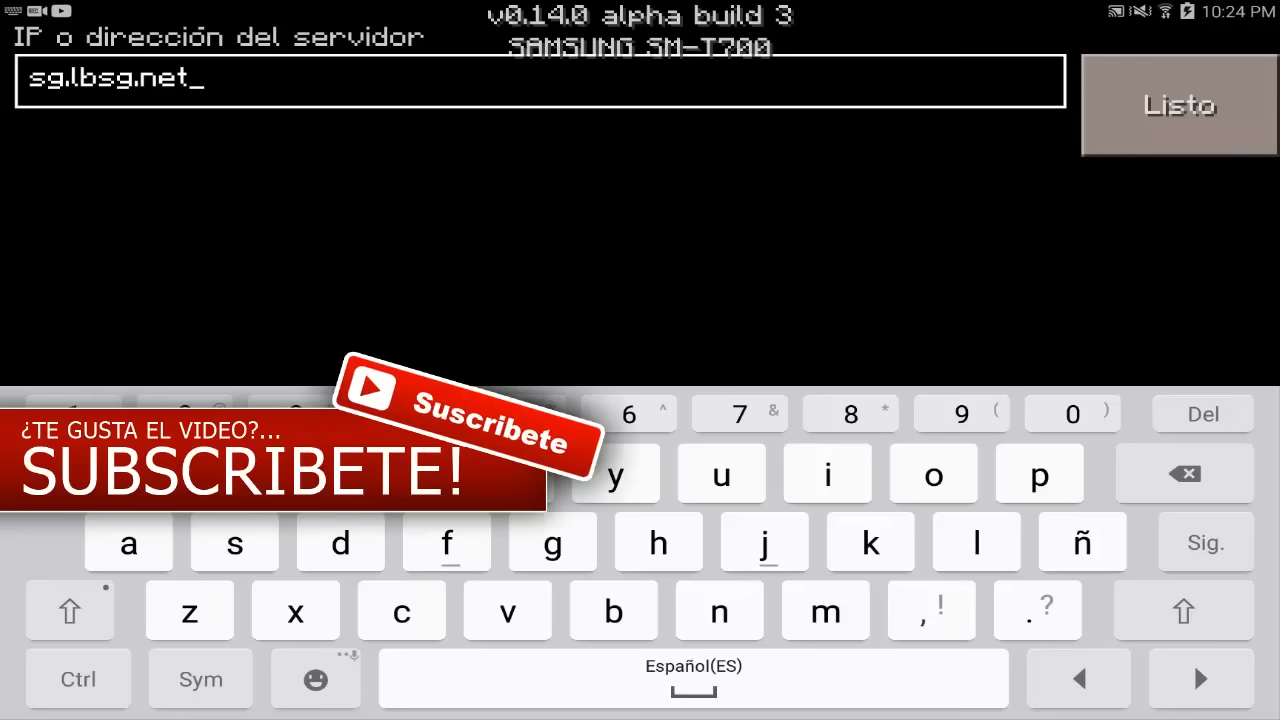 v0.14.0 alpha build 3
10:24 PM
IP o dirección del servidor
SAMSUNG SM-T700
sg.lbsg.net_
Listo
6 ^ 7 & 8 * 9 ( 0 ) Del
¿TE GUSTA EL VIDEO?...
Suscribete
SUBSCRIBETE!
y u i o p
a s d f g h j k l ñ Sig.
z x c v b n m , ! . ?
Ctrl Sym Español(ES)